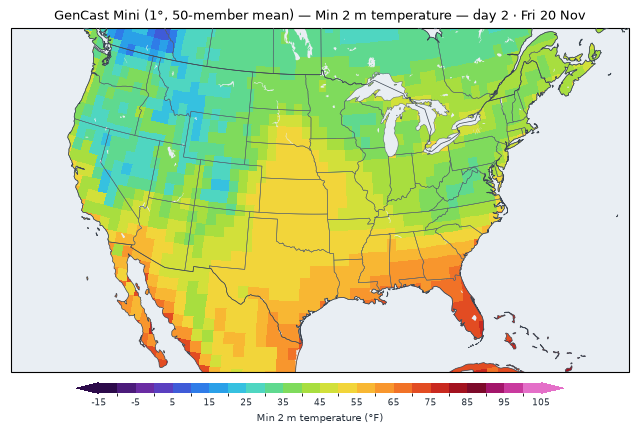 GenCast Mini (1°, 50-member mean) — Min 2 m temperature — day 2 · Fri 20 Nov
-15 -5 5 15 25 35 45 55 65 75 85 95 105
Min 2 m temperature (°F)